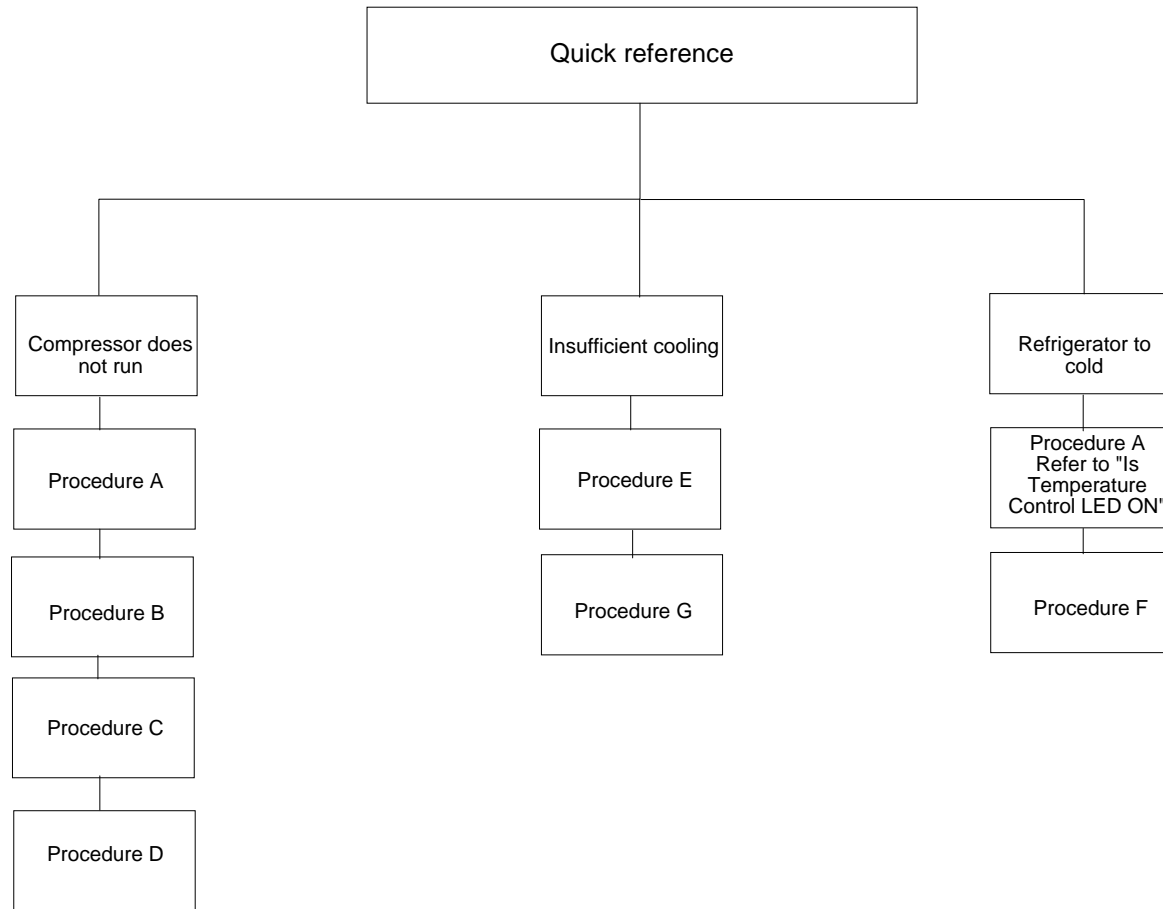 Quick reference
Compressor does
not run
Insufficient cooling
Refrigerator to
cold
Procedure A
Procedure E
Procedure A
Refer to "Is
Temperature
Control LED ON"
Procedure B
Procedure G
Procedure F
Procedure C
Procedure D